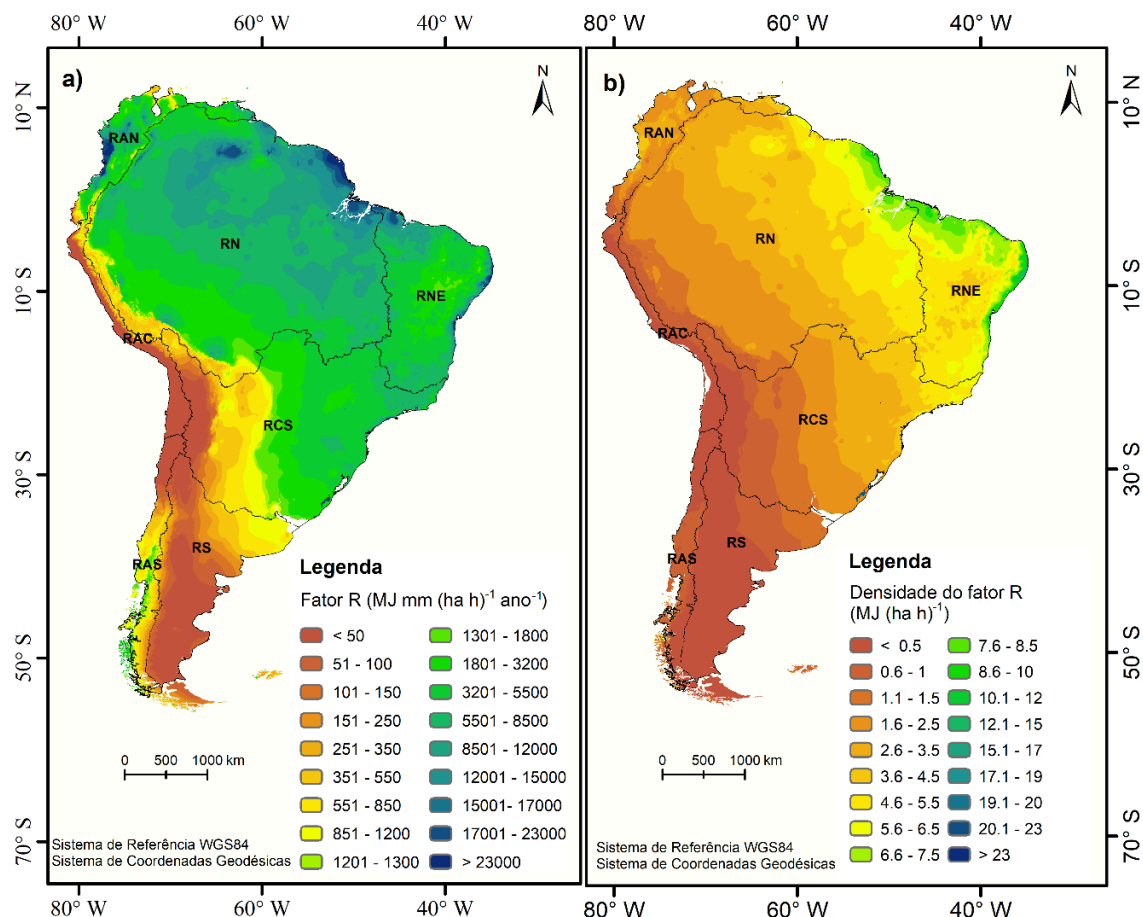 80° W 60° W 40° W
a)
N
10° N
10° S
30° S
50° S
70° S
RAN
RN
RNE
RAC
RCS
RS
RAS
Legenda
Fator R (MJ mm (ha h)⁻¹ ano⁻¹)
< 50
51 - 100
101 - 150
151 - 250
251 - 350
351 - 550
551 - 850
851 - 1200
1201 - 1300
1301 - 1800
1801 - 3200
3201 - 5500
5501 - 8500
8501 - 12000
12001 - 15000
15001- 17000
17001 - 23000
> 23000
0 500 1000 km
Sistema de Referência WGS84
Sistema de Coordenadas Geodésicas
80° W 60° W 40° W
80° W 60° W 40° W
b)
N
RAN
RN
RNE
RAC
RCS
RS
RAS
Legenda
Densidade do fator R
(MJ (ha h)⁻¹
< 0.5
0.6 - 1
1.1 - 1.5
1.6 - 2.5
2.6 - 3.5
3.6 - 4.5
4.6 - 5.5
5.6 - 6.5
6.6 - 7.5
7.6 - 8.5
8.6 - 10
10.1 - 12
12.1 - 15
15.1 - 17
17.1 - 19
19.1 - 20
20.1 - 23
> 23
0 500 1000 km
Sistema de Referência WGS84
Sistema de Coordenadas Geodésicas
10° N
10° S
30° S
50° S
70° S
80° W 60° W 40° W